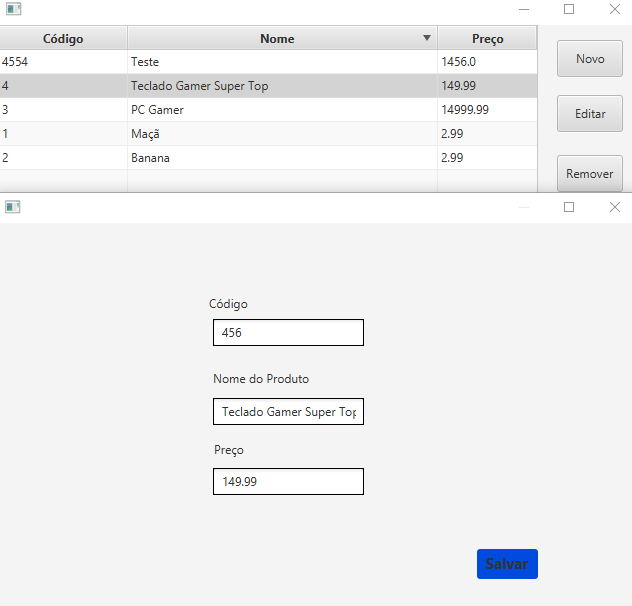 Código Nome Preço
4554 Teste 1456.0
Novo
4 Teclado Gamer Super Top 149.99
3 PC Gamer 14999.99
Editar
1 Maçã 2.99
2 Banana 2.99
Remover
Código
456
Nome do Produto
Teclado Gamer Super Top
Preço
149.99
Salvar